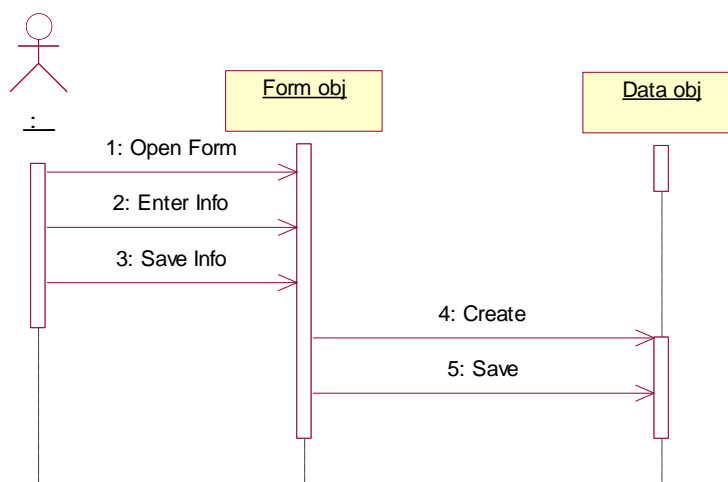 Form obj
Data obj
: 
1: Open Form
2: Enter Info
3: Save Info
4: Create
5: Save